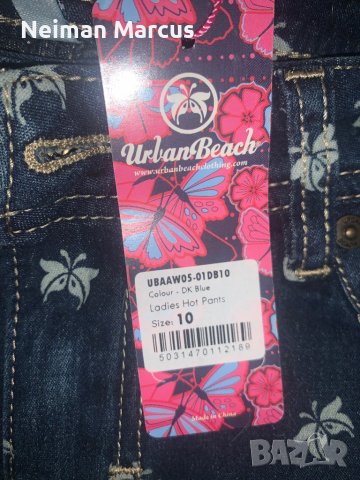 Neiman Marcus
UrbanBeach
www.urbanbeachclothing.com
UBAAW05-01DB10
Colour - DK Blue
Ladies Hot Pants
Size: 10
5031470112189
Made in China
BAZAR
bg